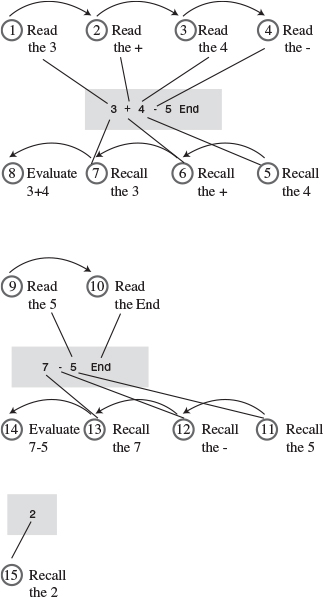 1 Read the 3
2 Read the +
3 Read the 4
4 Read the -
3 + 4 - 5 End
8 Evaluate 3+4
7 Recall the 3
6 Recall the +
5 Recall the 4
9 Read the 5
10 Read the End
7 - 5 End
14 Evaluate 7-5
13 Recall the 7
12 Recall the -
11 Recall the 5
2
15 Recall the 2